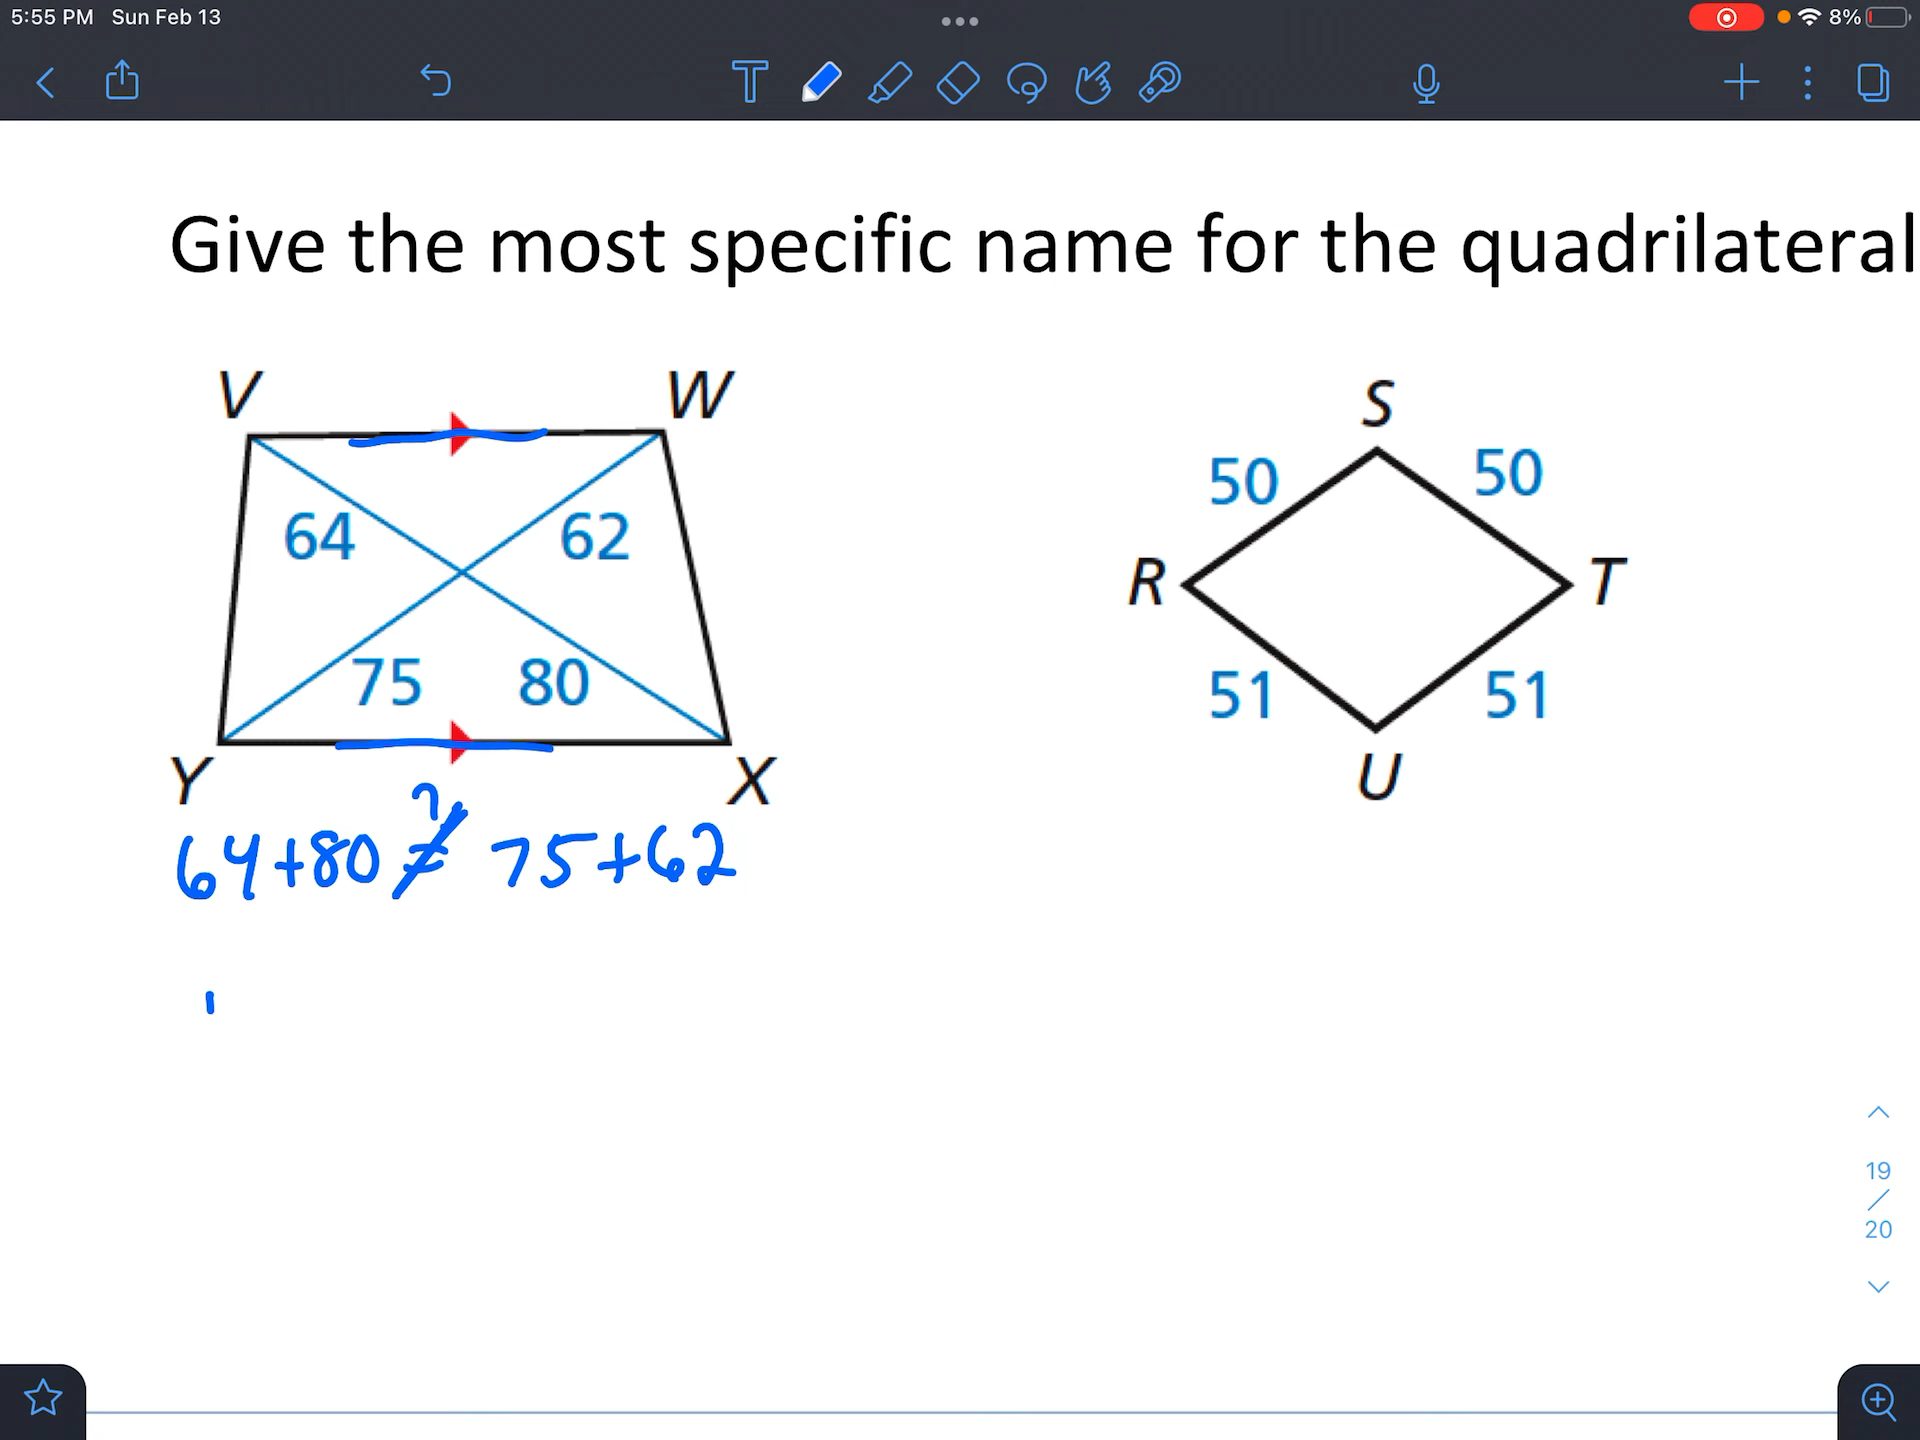 5:55 PM Sun Feb 13
8%
T
Give the most specific name for the quadrilateral
V W
64 62
75 80
Y X
64+80 ≠ 75+62
?
S
50 50
R T
51 51
U
19
/
20